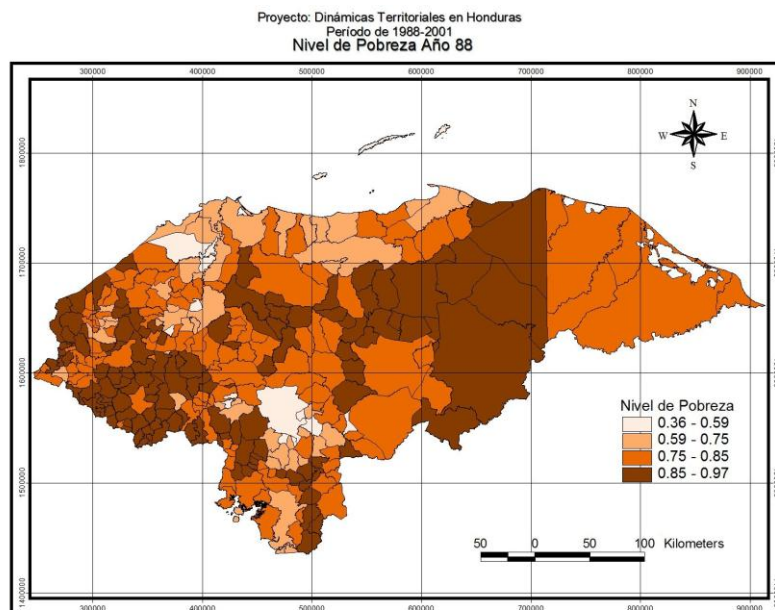 Proyecto: Dinámicas Territoriales en Honduras
Período de 1988-2001
Nivel de Pobreza Año 88
300000 400000 500000 600000 700000 800000 900000
N
W E
S
1800000
1700000
1600000
1500000
1400000
Nivel de Pobreza
0.36 - 0.59
0.59 - 0.75
0.75 - 0.85
0.85 - 0.97
50 0 50 100 Kilometers
300000 400000 500000 600000 700000 800000 900000